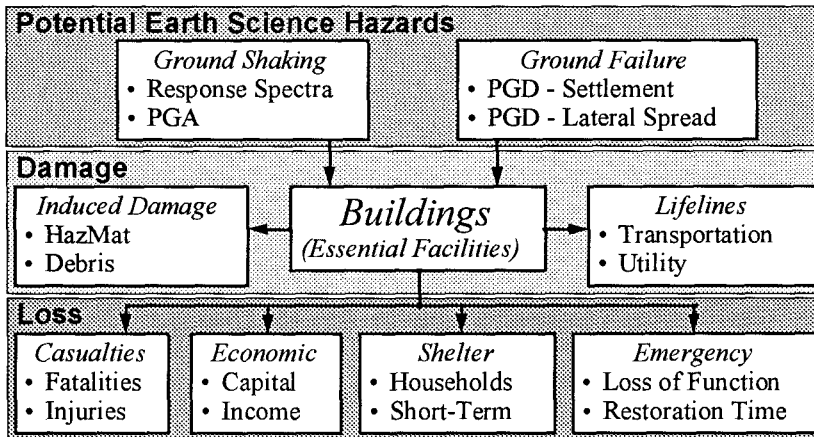 Potential Earth Science Hazards
Ground Shaking
• Response Spectra
• PGA
Ground Failure
• PGD - Settlement
• PGD - Lateral Spread
Damage
Induced Damage
• HazMat
• Debris
Buildings
(Essential Facilities)
Lifelines
• Transportation
• Utility
Loss
Casualties
• Fatalities
• Injuries
Economic
• Capital
• Income
Shelter
• Households
• Short-Term
Emergency
• Loss of Function
• Restoration Time